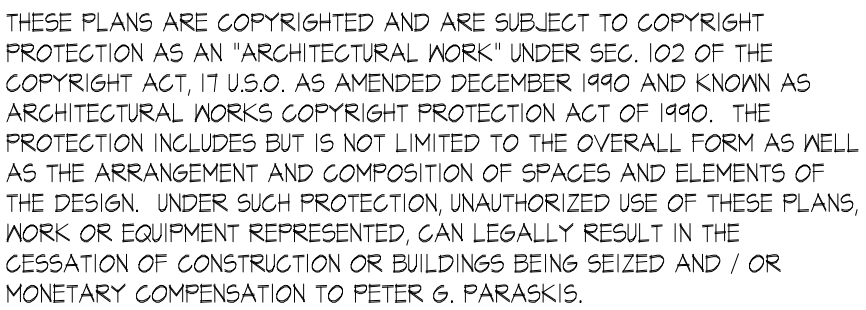 THESE PLANS ARE COPYRIGHTED AND ARE SUBJECT TO COPYRIGHT
PROTECTION AS AN "ARCHITECTURAL WORK" UNDER SEC. 102 OF THE
COPYRIGHT ACT, 17 U.S.O. AS AMENDED DECEMBER 1990 AND KNOWN AS
ARCHITECTURAL WORKS COPYRIGHT PROTECTION ACT OF 1990. THE
PROTECTION INCLUDES BUT IS NOT LIMITED TO THE OVERALL FORM AS WELL
AS THE ARRANGEMENT AND COMPOSITION OF SPACES AND ELEMENTS OF
THE DESIGN. UNDER SUCH PROTECTION, UNAUTHORIZED USE OF THESE PLANS,
WORK OR EQUIPMENT REPRESENTED, CAN LEGALLY RESULT IN THE
CESSATION OF CONSTRUCTION OR BUILDINGS BEING SEIZED AND / OR
MONETARY COMPENSATION TO PETER G. PARASKIS.